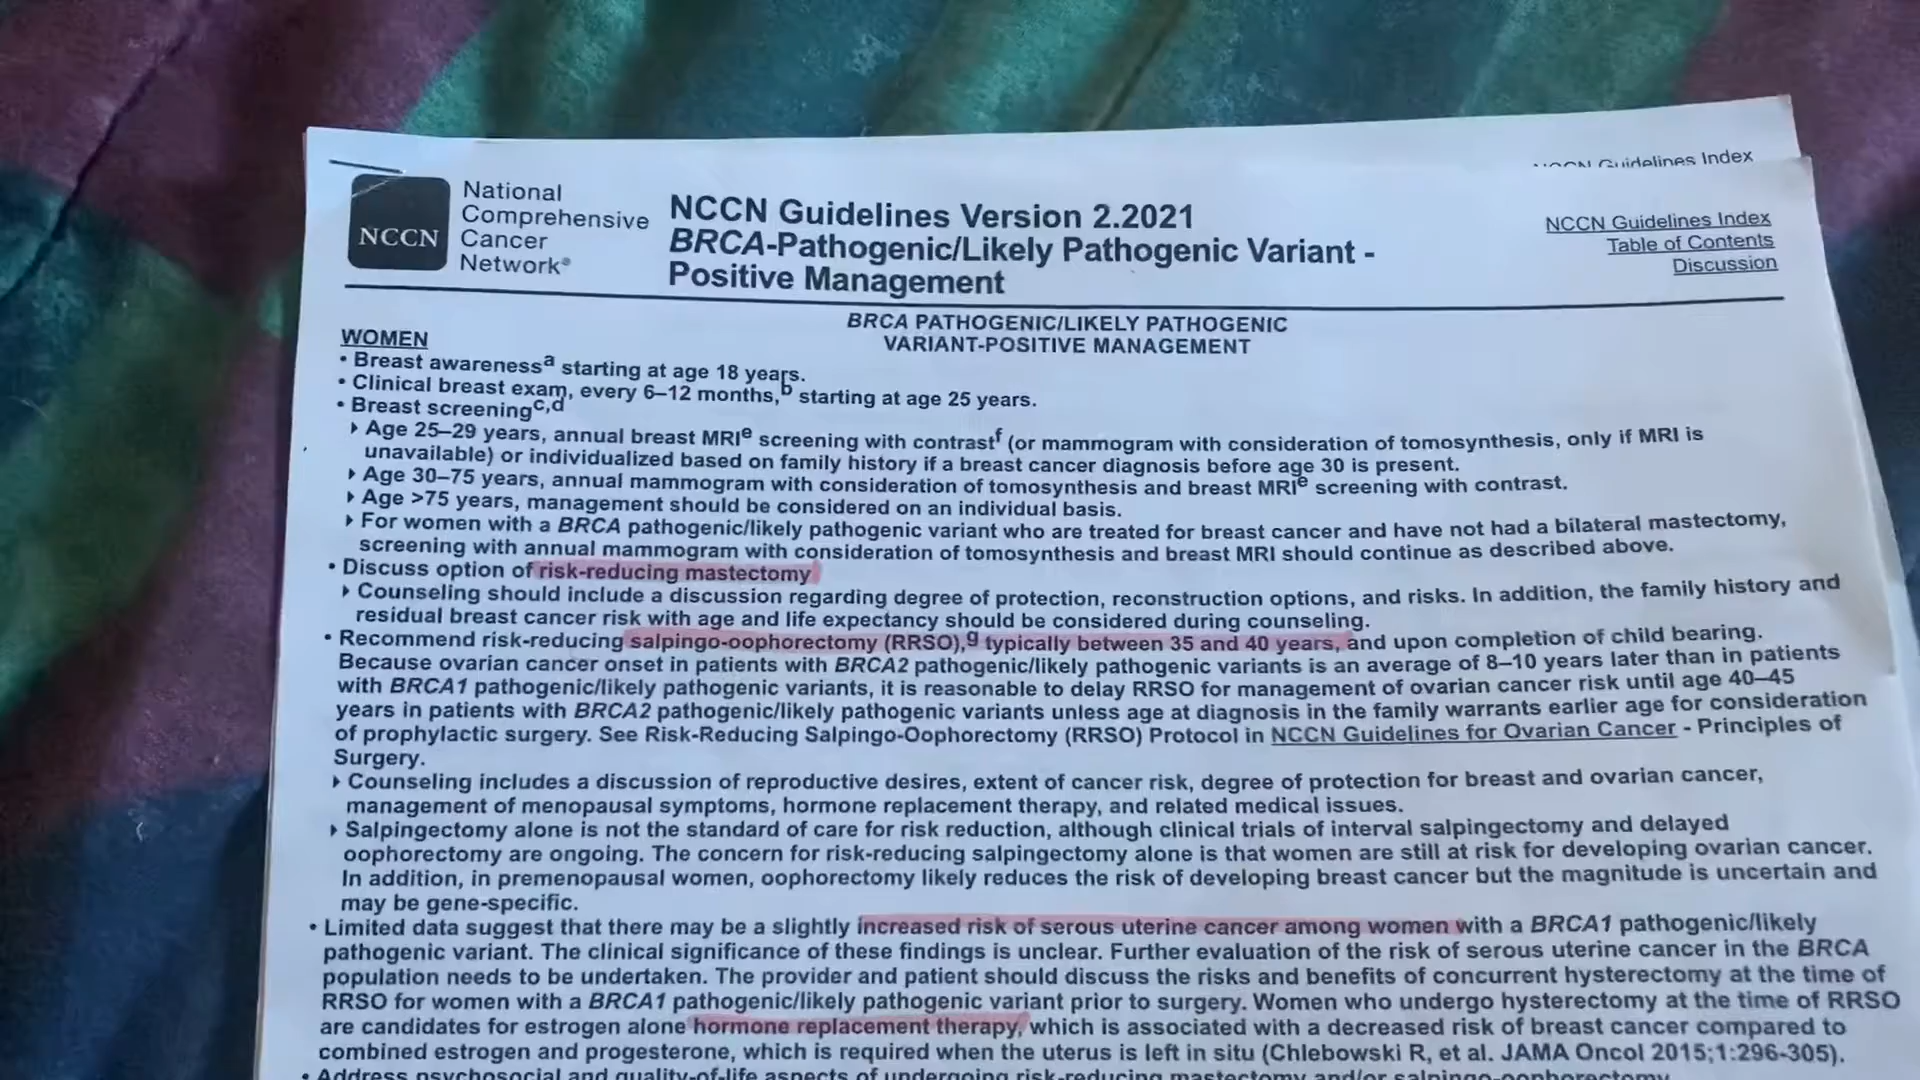 NCCN Guidelines Index
NCCN
National
Comprehensive
Cancer
Network®
NCCN Guidelines Version 2.2021
BRCA-Pathogenic/Likely Pathogenic Variant -
Positive Management
NCCN Guidelines Index
Table of Contents
Discussion
BRCA PATHOGENIC/LIKELY PATHOGENIC
VARIANT-POSITIVE MANAGEMENT
WOMEN
• Breast awarenessa starting at age 18 years.
• Clinical breast exam, every 6–12 months,b starting at age 25 years.
• Breast screeningc,d
▸ Age 25–29 years, annual breast MRIe screening with contrastf (or mammogram with consideration of tomosynthesis, only if MRI is
unavailable) or individualized based on family history if a breast cancer diagnosis before age 30 is present.
▸ Age 30–75 years, annual mammogram with consideration of tomosynthesis and breast MRIe screening with contrast.
▸ Age >75 years, management should be considered on an individual basis.
▸ For women with a BRCA pathogenic/likely pathogenic variant who are treated for breast cancer and have not had a bilateral mastectomy,
screening with annual mammogram with consideration of tomosynthesis and breast MRI should continue as described above.
• Discuss option of risk-reducing mastectomy
▸ Counseling should include a discussion regarding degree of protection, reconstruction options, and risks. In addition, the family history and
residual breast cancer risk with age and life expectancy should be considered during counseling.
• Recommend risk-reducing salpingo-oophorectomy (RRSO),g typically between 35 and 40 years, and upon completion of child bearing.
Because ovarian cancer onset in patients with BRCA2 pathogenic/likely pathogenic variants is an average of 8–10 years later than in patients
with BRCA1 pathogenic/likely pathogenic variants, it is reasonable to delay RRSO for management of ovarian cancer risk until age 40–45
years in patients with BRCA2 pathogenic/likely pathogenic variants unless age at diagnosis in the family warrants earlier age for consideration
of prophylactic surgery. See Risk-Reducing Salpingo-Oophorectomy (RRSO) Protocol in NCCN Guidelines for Ovarian Cancer - Principles of
Surgery.
▸ Counseling includes a discussion of reproductive desires, extent of cancer risk, degree of protection for breast and ovarian cancer,
management of menopausal symptoms, hormone replacement therapy, and related medical issues.
▸ Salpingectomy alone is not the standard of care for risk reduction, although clinical trials of interval salpingectomy and delayed
oophorectomy are ongoing. The concern for risk-reducing salpingectomy alone is that women are still at risk for developing ovarian cancer.
In addition, in premenopausal women, oophorectomy likely reduces the risk of developing breast cancer but the magnitude is uncertain and
may be gene-specific.
• Limited data suggest that there may be a slightly increased risk of serous uterine cancer among women with a BRCA1 pathogenic/likely
pathogenic variant. The clinical significance of these findings is unclear. Further evaluation of the risk of serous uterine cancer in the BRCA
population needs to be undertaken. The provider and patient should discuss the risks and benefits of concurrent hysterectomy at the time of
RRSO for women with a BRCA1 pathogenic/likely pathogenic variant prior to surgery. Women who undergo hysterectomy at the time of RRSO
are candidates for estrogen alone hormone replacement therapy, which is associated with a decreased risk of breast cancer compared to
combined estrogen and progesterone, which is required when the uterus is left in situ (Chlebowski R, et al. JAMA Oncol 2015;1:296-305).
• Address psychosocial and quality-of-life aspects of undergoing risk-reducing mastectomy and/or salpingo-oophorectomy.